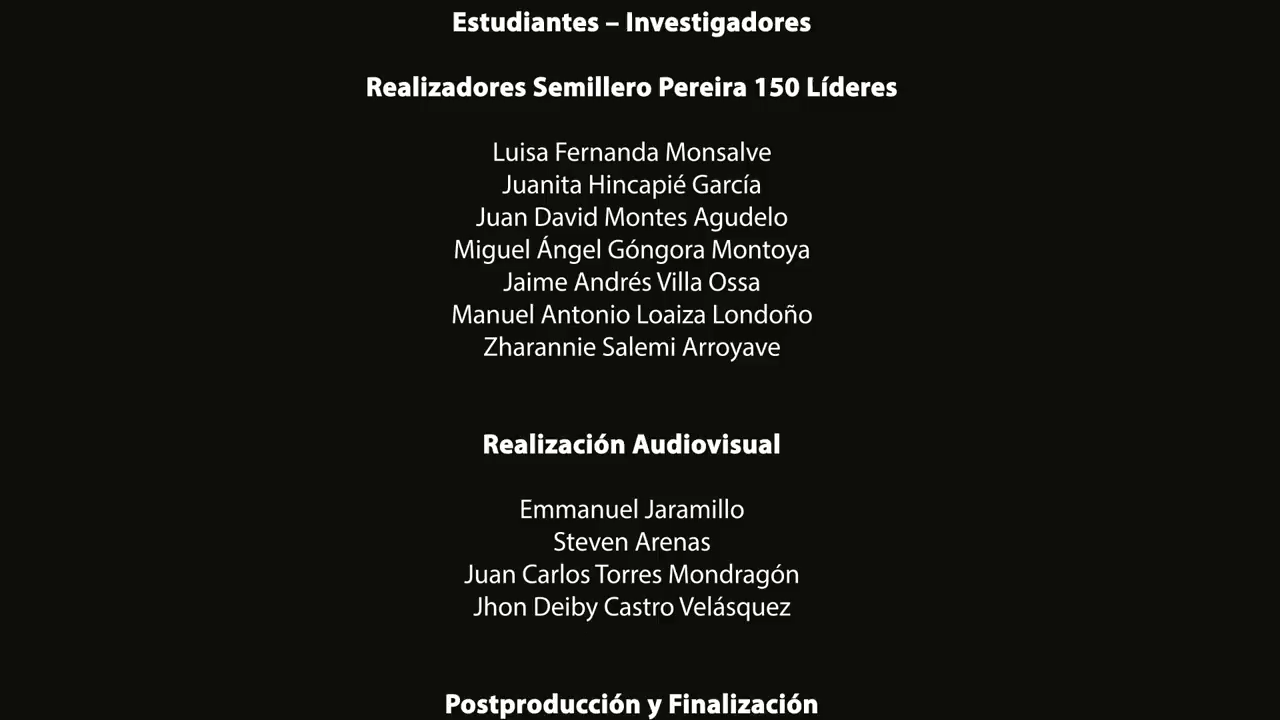 Estudiantes – Investigadores
Realizadores Semillero Pereira 150 Líderes
Luisa Fernanda Monsalve
Juanita Hincapié García
Juan David Montes Agudelo
Miguel Ángel Góngora Montoya
Jaime Andrés Villa Ossa
Manuel Antonio Loaiza Londoño
Zharannie Salemi Arroyave
Realización Audiovisual
Emmanuel Jaramillo
Steven Arenas
Juan Carlos Torres Mondragón
Jhon Deiby Castro Velásquez
Postproducción y Finalización